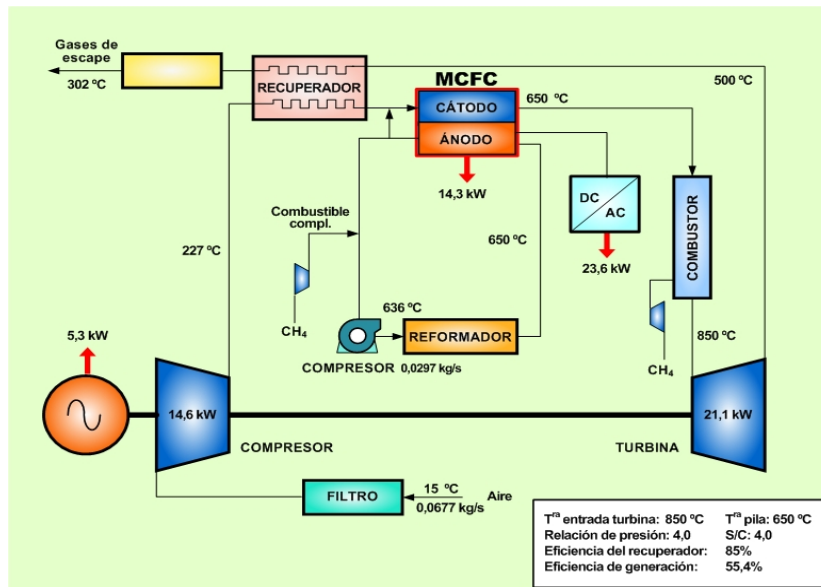 Gases de
escape
302 ºC
RECUPERADOR
MCFC
CÁTODO
ÁNODO
650 ºC
500 ºC
14,3 kW
DC
AC
23,6 kW
COMBUSTOR
Combustible
compl.
227 ºC
650 ºC
CH4
636 ºC
REFORMADOR
COMPRESOR 0,0297 kg/s
850 ºC
CH4
5,3 kW
14,6 kW
21,1 kW
COMPRESOR
TURBINA
FILTRO
15 ºC
Aire
0,0677 kg/s
Tra entrada turbina: 850 ºC Tra pila: 650 ºC
Relación de presión: 4,0 S/C: 4,0
Eficiencia del recuperador: 85%
Eficiencia de generación: 55,4%